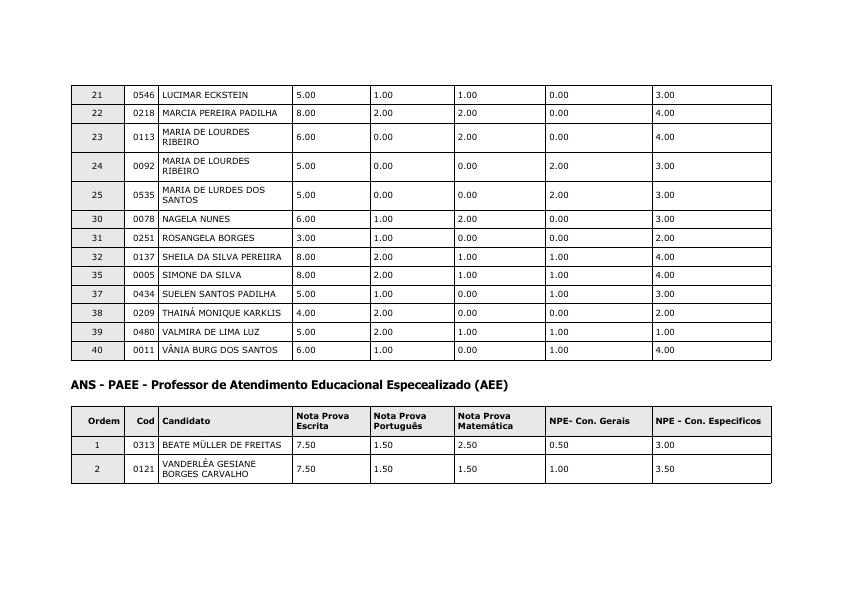 21 0546 LUCIMAR ECKSTEIN 5.00 1.00 1.00 0.00 3.00
22 0218 MARCIA PEREIRA PADILHA 8.00 2.00 2.00 0.00 4.00
23 0113 MARIA DE LOURDES RIBEIRO 6.00 0.00 2.00 0.00 4.00
24 0092 MARIA DE LOURDES RIBEIRO 5.00 0.00 0.00 2.00 3.00
25 0535 MARIA DE LURDES DOS SANTOS 5.00 0.00 0.00 2.00 3.00
30 0078 NAGELA NUNES 6.00 1.00 2.00 0.00 3.00
31 0251 ROSANGELA BORGES 3.00 1.00 0.00 0.00 2.00
32 0137 SHEILA DA SILVA PEREIIRA 8.00 2.00 1.00 1.00 4.00
35 0005 SIMONE DA SILVA 8.00 2.00 1.00 1.00 4.00
37 0434 SUELEN SANTOS PADILHA 5.00 1.00 0.00 1.00 3.00
38 0209 THAINÁ MONIQUE KARKLIS 4.00 2.00 0.00 0.00 2.00
39 0480 VALMIRA DE LIMA LUZ 5.00 2.00 1.00 1.00 1.00
40 0011 VÂNIA BURG DOS SANTOS 6.00 1.00 0.00 1.00 4.00
ANS - PAEE - Professor de Atendimento Educacional Especealizado (AEE)
Ordem Cod Candidato Nota Prova Escrita Nota Prova Português Nota Prova Matemática NPE- Con. Gerais NPE - Con. Especificos
1 0313 BEATE MÜLLER DE FREITAS 7.50 1.50 2.50 0.50 3.00
2 0121 VANDERLÉA GESIANE BORGES CARVALHO 7.50 1.50 1.50 1.00 3.50